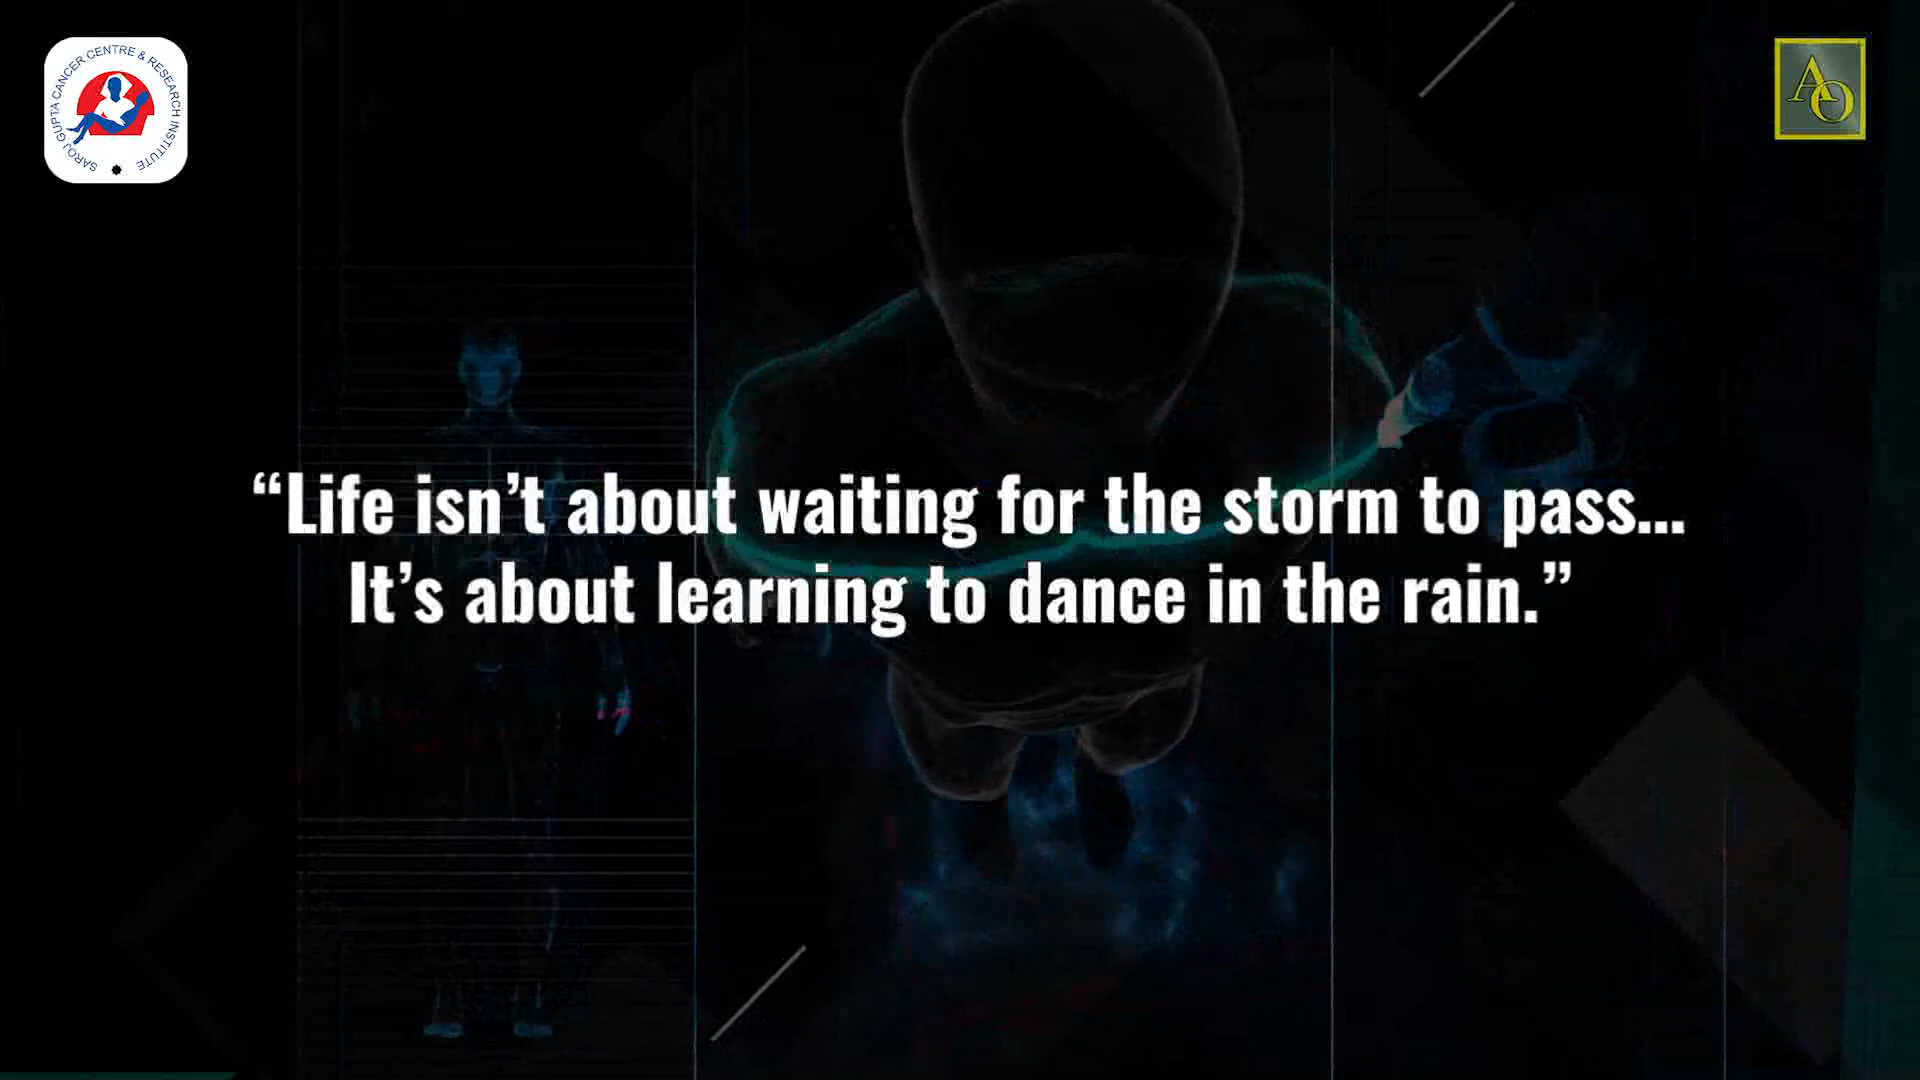 SAROJ GUPTA CANCER CENTRE & RESEARCH INSTITUTE
AO
“Life isn’t about waiting for the storm to pass...
It’s about learning to dance in the rain.”